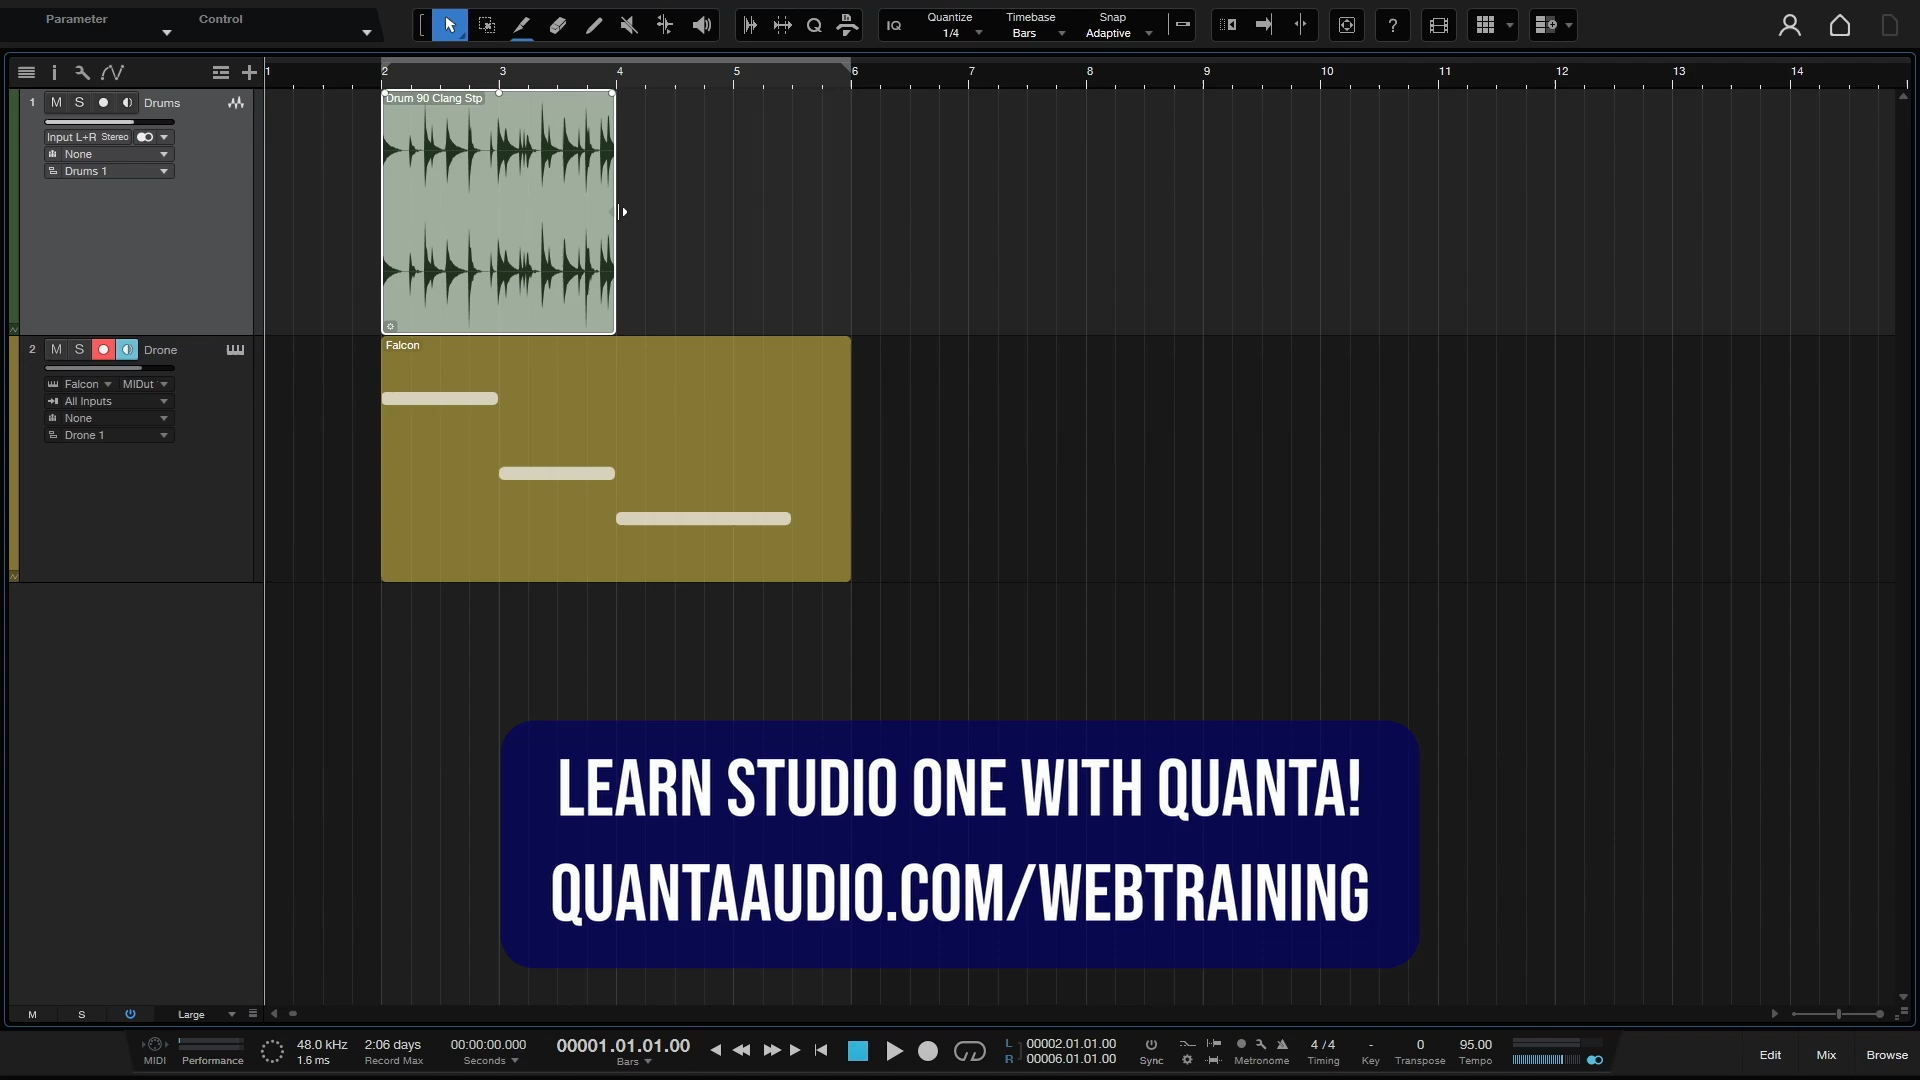 Parameter
Control
IQ
Quantize
1/4
Timebase
Bars
Snap
Adaptive
Q
?
1
2
3
4
5
6
7
8
9
10
11
12
13
14
1
M
S
Drums
Input L+R Stereo
None
Drums 1
Drum 90 Clang Stp
2
M
S
Drone
Falcon
MIDut
All Inputs
None
Drone 1
Falcon
LEARN STUDIO ONE WITH QUANTA!
QUANTAAUDIO.COM/WEBTRAINING
M
S
Large
MIDI
Performance
48.0 kHz
1.6 ms
2:06 days
Record Max
00:00:00.000
Seconds
00001.01.01.00
Bars
L 00002.01.01.00
R 00006.01.01.00
Sync
Metronome
4 / 4
Timing
-
Key
0
Transpose
95.00
Tempo
Edit
Mix
Browse